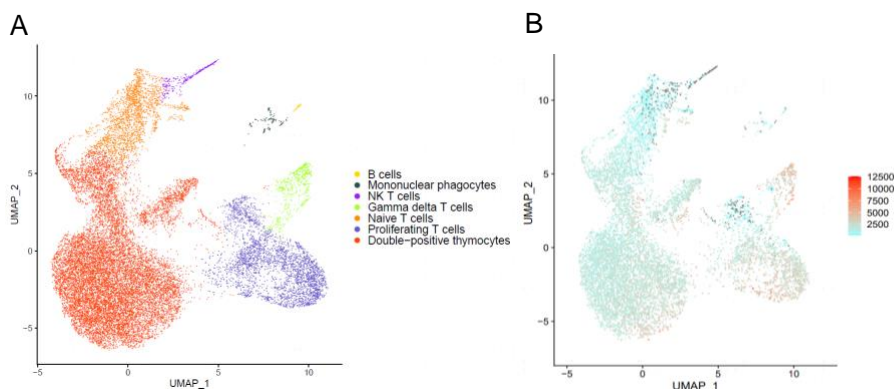 A
UMAP_2
10
5
0
−5
−5
0
5
10
UMAP_1
B cells
Mononuclear phagocytes
NK T cells
Gamma delta T cells
Naive T cells
Proliferating T cells
Double−positive thymocytes
B
UMAP_2
10
5
0
−5
−5
0
5
10
UMAP_1
12500
10000
7500
5000
2500